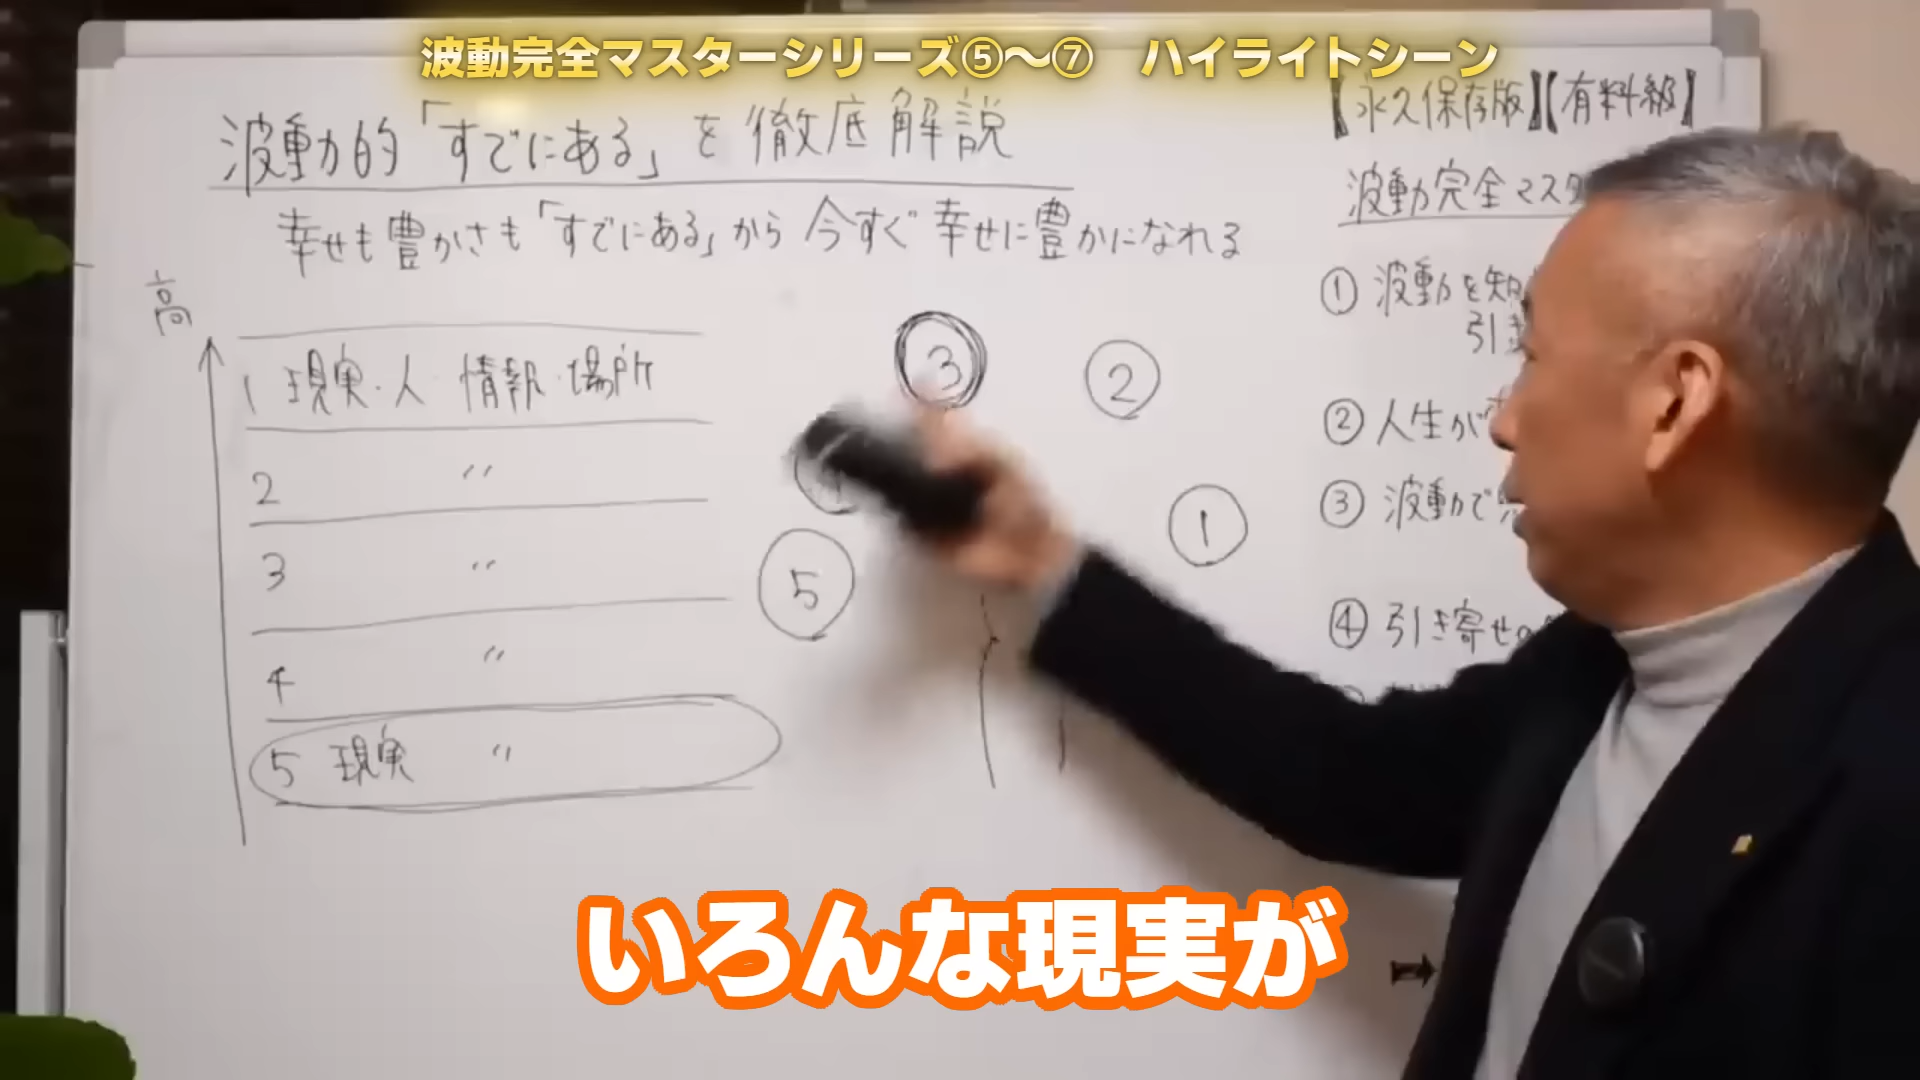 波動完全マスターシリーズ⑤〜⑦　ハイライトシーン
波動的「すでにある」を徹底解説
幸せも豊かさも「すでにある」から今すぐ幸せに豊かになれる
高
1 現実・人・情報・場所
2 〃
3 〃
4 〃
5 現実 〃
③
②
①
⑤
【永久保存版】【有料級】
波動完全マスタ
① 波動を知
引き
② 人生が
③ 波動で
④ 引き寄せの
いろんな現実が